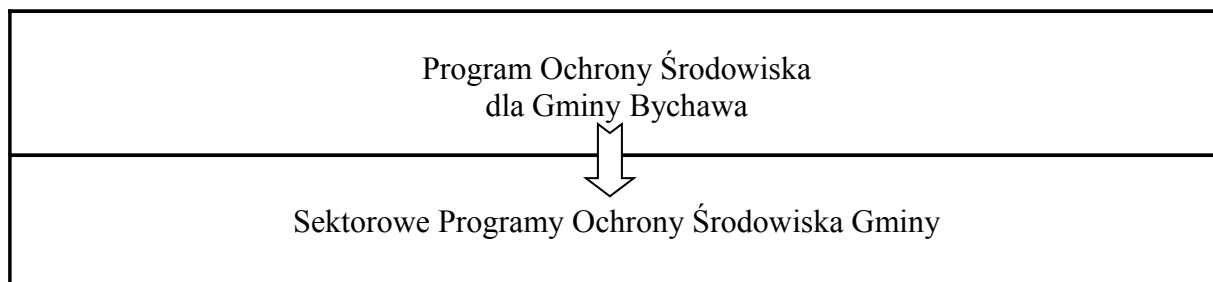 Program Ochrony Środowiska
dla Gminy Bychawa
Sektorowe Programy Ochrony Środowiska Gminy